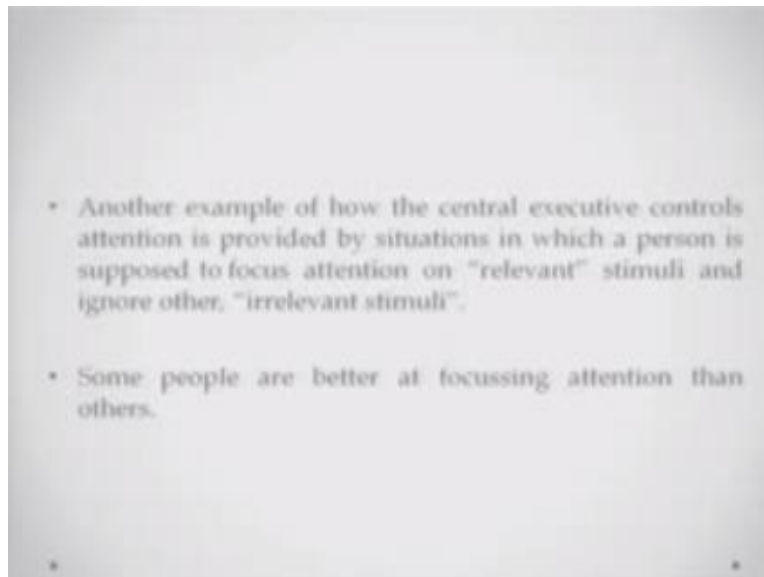 • Another example of how the central executive controls
attention is provided by situations in which a person is
supposed to focus attention on "relevant" stimuli and
ignore other, "irrelevant stimuli".
• Some people are better at focussing attention than
others.